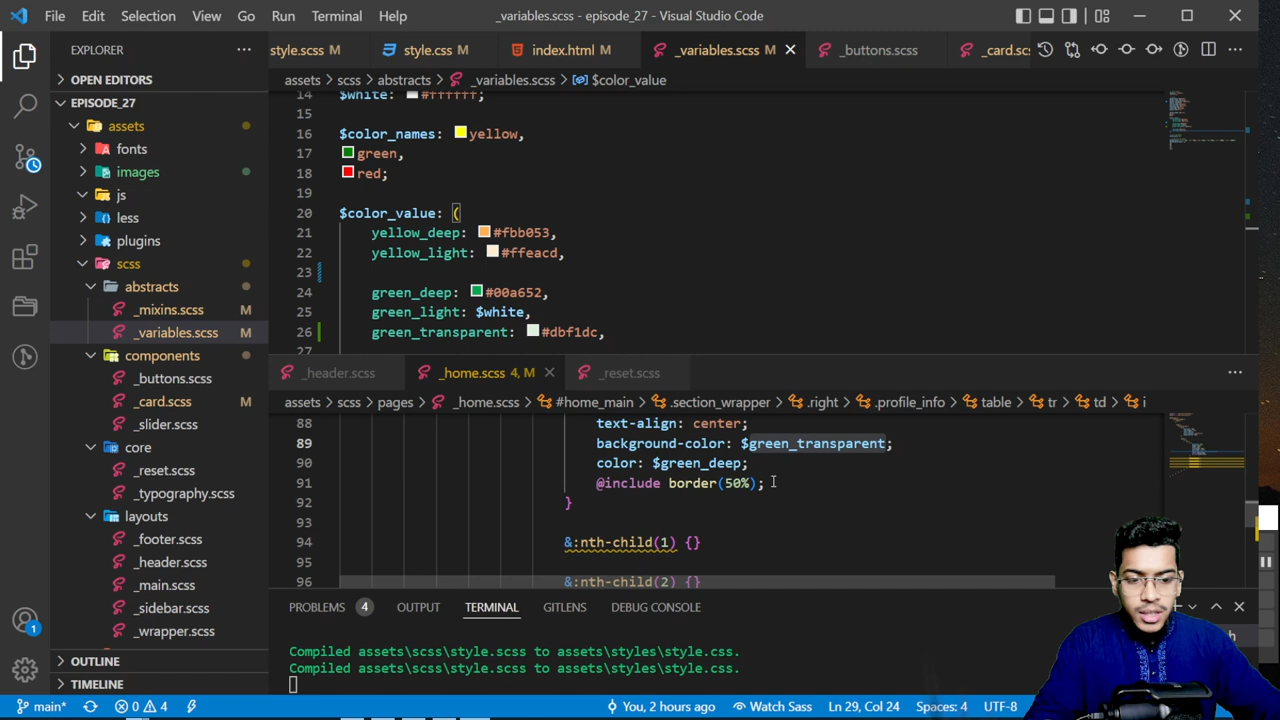 File Edit Selection View Go Run Terminal Help _variables.scss - episode_27 - Visual Studio Code
EXPLORER
style.scss M style.css M index.html M _variables.scss M _buttons.scss _card.scs
OPEN EDITORS
assets > scss > abstracts > _variables.scss > $color_value
EPISODE_27
assets
fonts
images
js
less
plugins
scss
abstracts
_mixins.scss M
_variables.scss M
components
_buttons.scss
_card.scss M
_slider.scss
core
_reset.scss
_typography.scss
layouts
_footer.scss
_header.scss
_main.scss
_sidebar.scss
_wrapper.scss
OUTLINE
TIMELINE
14 $white: #ffffff;
15
16 $color_names: yellow,
17 green,
18 red;
19
20 $color_value: (
21 yellow_deep: #fbb053,
22 yellow_light: #ffeacd,
23
24 green_deep: #00a652,
25 green_light: $white,
26 green_transparent: #dbf1dc,
27
_header.scss _home.scss 4, M _reset.scss
assets > scss > pages > _home.scss > #home_main > .section_wrapper > .right > .profile_info > table > tr > td > i
88 text-align: center;
89 background-color: $green_transparent;
90 color: $green_deep;
91 @include border(50%);
92 }
93
94 &:nth-child(1) {}
95
96 &:nth-child(2) {}
PROBLEMS 4 OUTPUT TERMINAL GITLENS DEBUG CONSOLE
Compiled assets\scss\style.scss to assets\styles\style.css.
Compiled assets\scss\style.scss to assets\styles\style.css.
1
main* 0 4 You, 2 hours ago Watch Sass Ln 29, Col 24 Spaces: 4 UTF-8